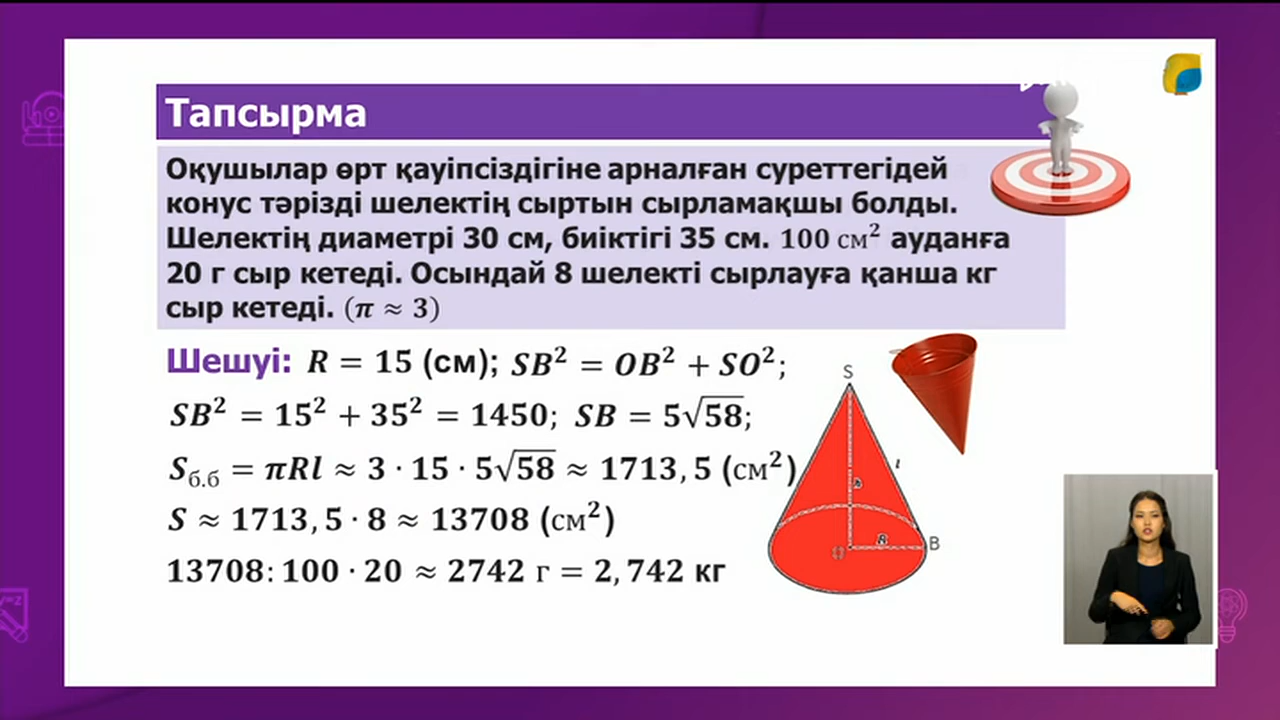 Тапсырма
Оқушылар өрт қауіпсіздігіне арналған суреттегідей
конус тәрізді шелектің сыртын сырламақшы болды.
Шелектің диаметрі 30 см, биіктігі 35 см. 100 см² ауданға
20 г сыр кетеді. Осындай 8 шелекті сырлауға қанша кг
сыр кетеді. (π ≈ 3)
Шешуі: R = 15 (см); SB² = OB² + SO²;
SB² = 15² + 35² = 1450; SB = 5√58;
Sб.б = πRl ≈ 3 · 15 · 5√58 ≈ 1713,5 (см²)
S ≈ 1713,5 · 8 ≈ 13708 (см²)
13708: 100 · 20 ≈ 2742 г = 2,742 кг
S
l
h
R
B